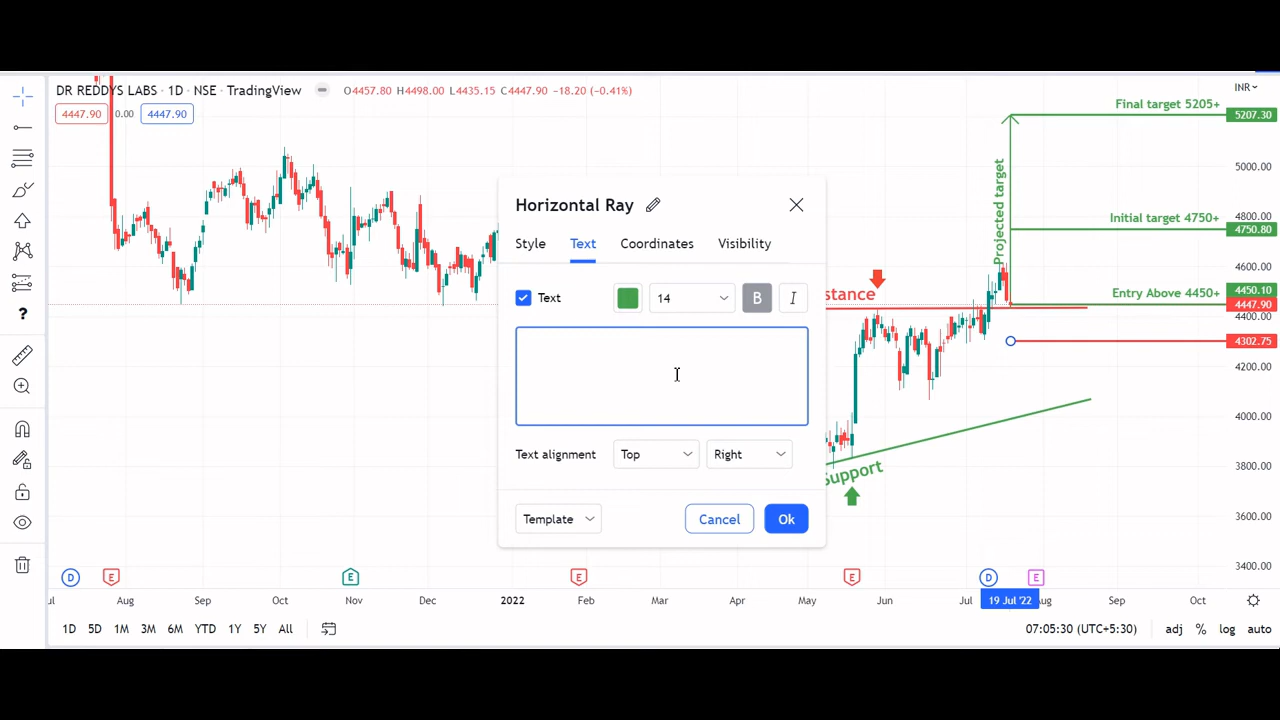 DR REDDYS LABS · 1D · NSE · TradingView
O4457.80 H4498.00 L4435.15 C4447.90 −18.20 (−0.41%)
INR
4447.90 0.00 4447.90
Final target 5205+
5207.30
5000.00
Projected target
Initial target 4750+
4800.00
4750.80
4600.00
Entry Above 4450+
4450.10
4447.90
4400.00
4302.75
4200.00
4000.00
3800.00
3600.00
3400.00
stance
Support
Horizontal Ray
Style Text Coordinates Visibility
Text 14 B I
Text alignment Top Right
Template Cancel Ok
?
D E E E E D E
ul Aug Sep Oct Nov Dec 2022 Feb Mar Apr May Jun Jul 19 Jul '22 ug Sep Oct
1D 5D 1M 3M 6M YTD 1Y 5Y All
07:05:30 (UTC+5:30) adj % log auto